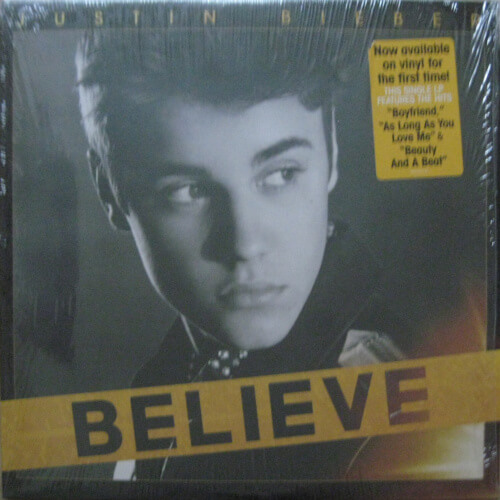 JUSTIN BIEBER
Now available
on vinyl for
the first time!
THIS SINGLE LP
FEATURES THE HITS
"Boyfriend,"
"As Long As You
Love Me" &
"Beauty
And A Beat"
BELIEVE